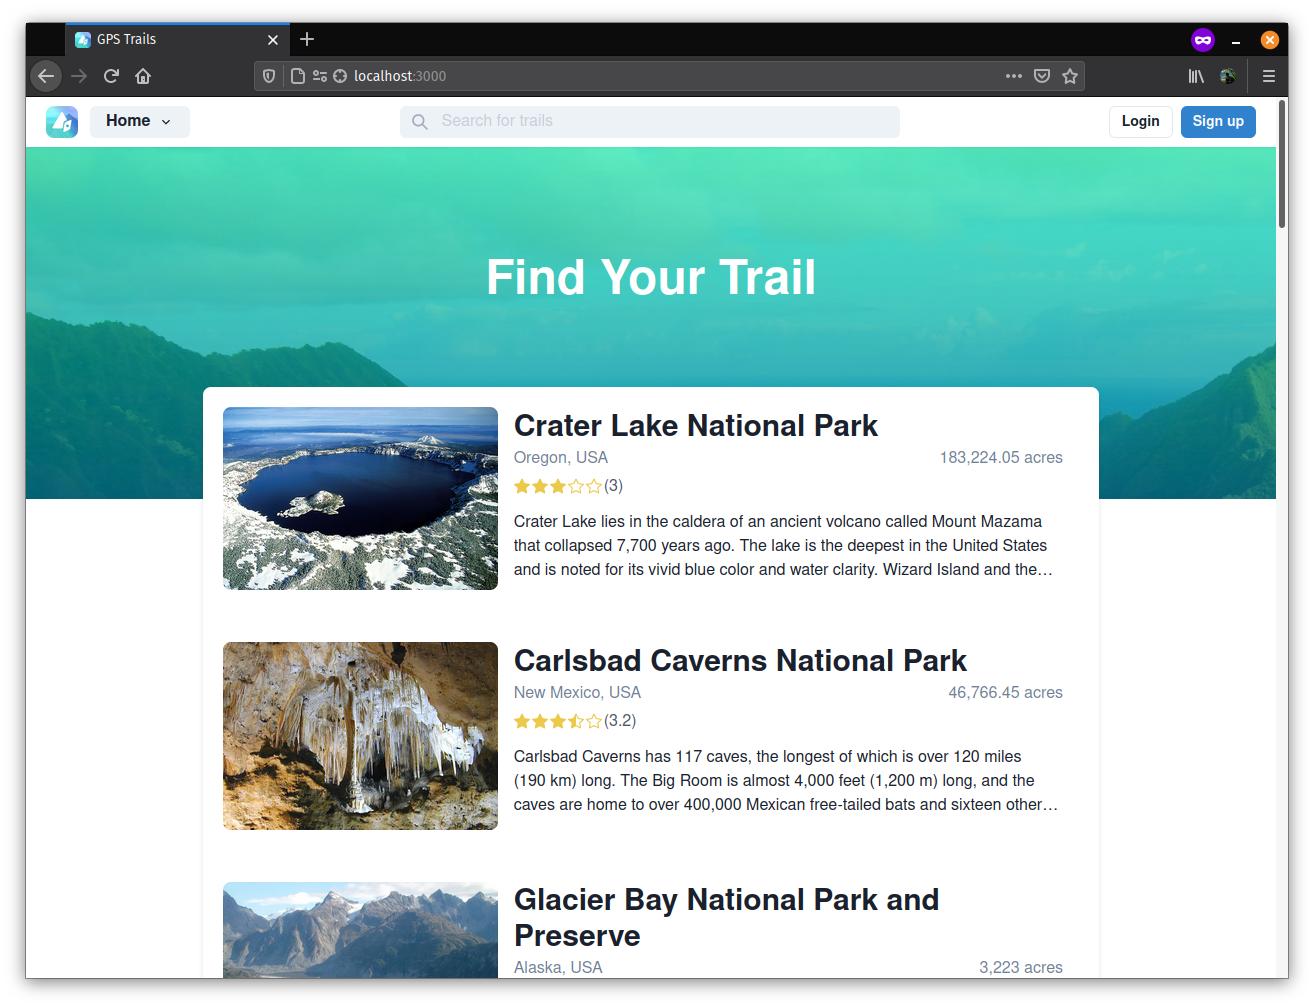 GPS Trails
localhost:3000
Home
Search for trails
Login
Sign up
Find Your Trail
Crater Lake National Park
Oregon, USA
183,224.05 acres
(3)
Crater Lake lies in the caldera of an ancient volcano called Mount Mazama
that collapsed 7,700 years ago. The lake is the deepest in the United States
and is noted for its vivid blue color and water clarity. Wizard Island and the…
Carlsbad Caverns National Park
New Mexico, USA
46,766.45 acres
(3.2)
Carlsbad Caverns has 117 caves, the longest of which is over 120 miles
(190 km) long. The Big Room is almost 4,000 feet (1,200 m) long, and the
caves are home to over 400,000 Mexican free-tailed bats and sixteen other…
Glacier Bay National Park and
Preserve
Alaska, USA
3,223 acres